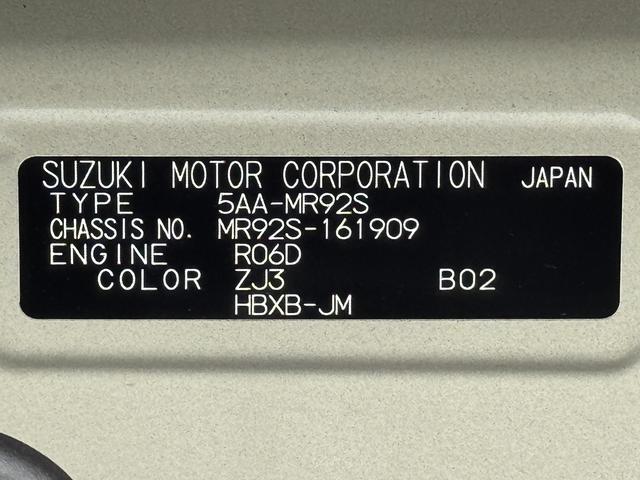 SUZUKI MOTOR CORPORATION JAPAN
TYPE 5AA-MR92S
CHASSIS NO. MR92S-161909
ENGINE R06D
COLOR ZJ3 B02
HBXB-JM